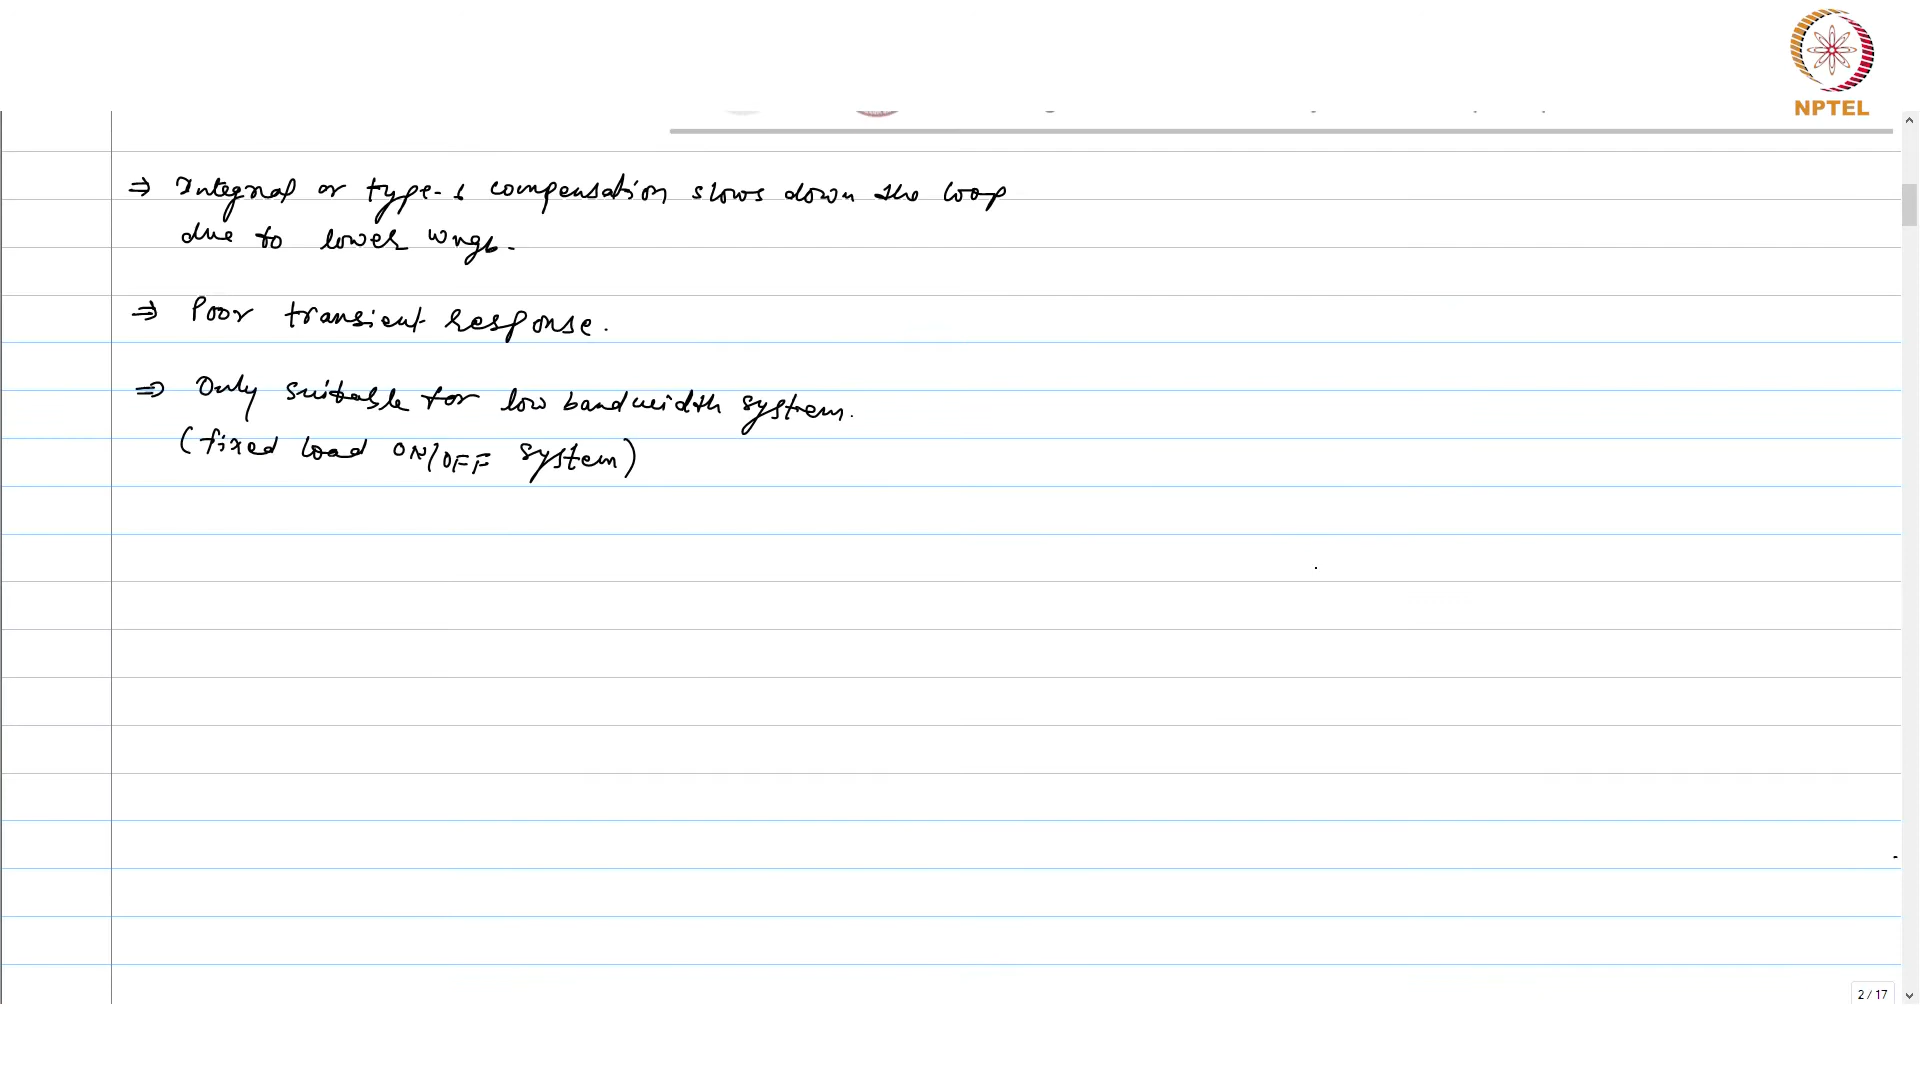 NPTEL
⇒ Integral or type-1 compensation slows down the loop
due to lower ωugb.
⇒ Poor transient response.
⇒ Only suitable for low bandwidth system.
(fixed load ON/OFF system)
2 / 17